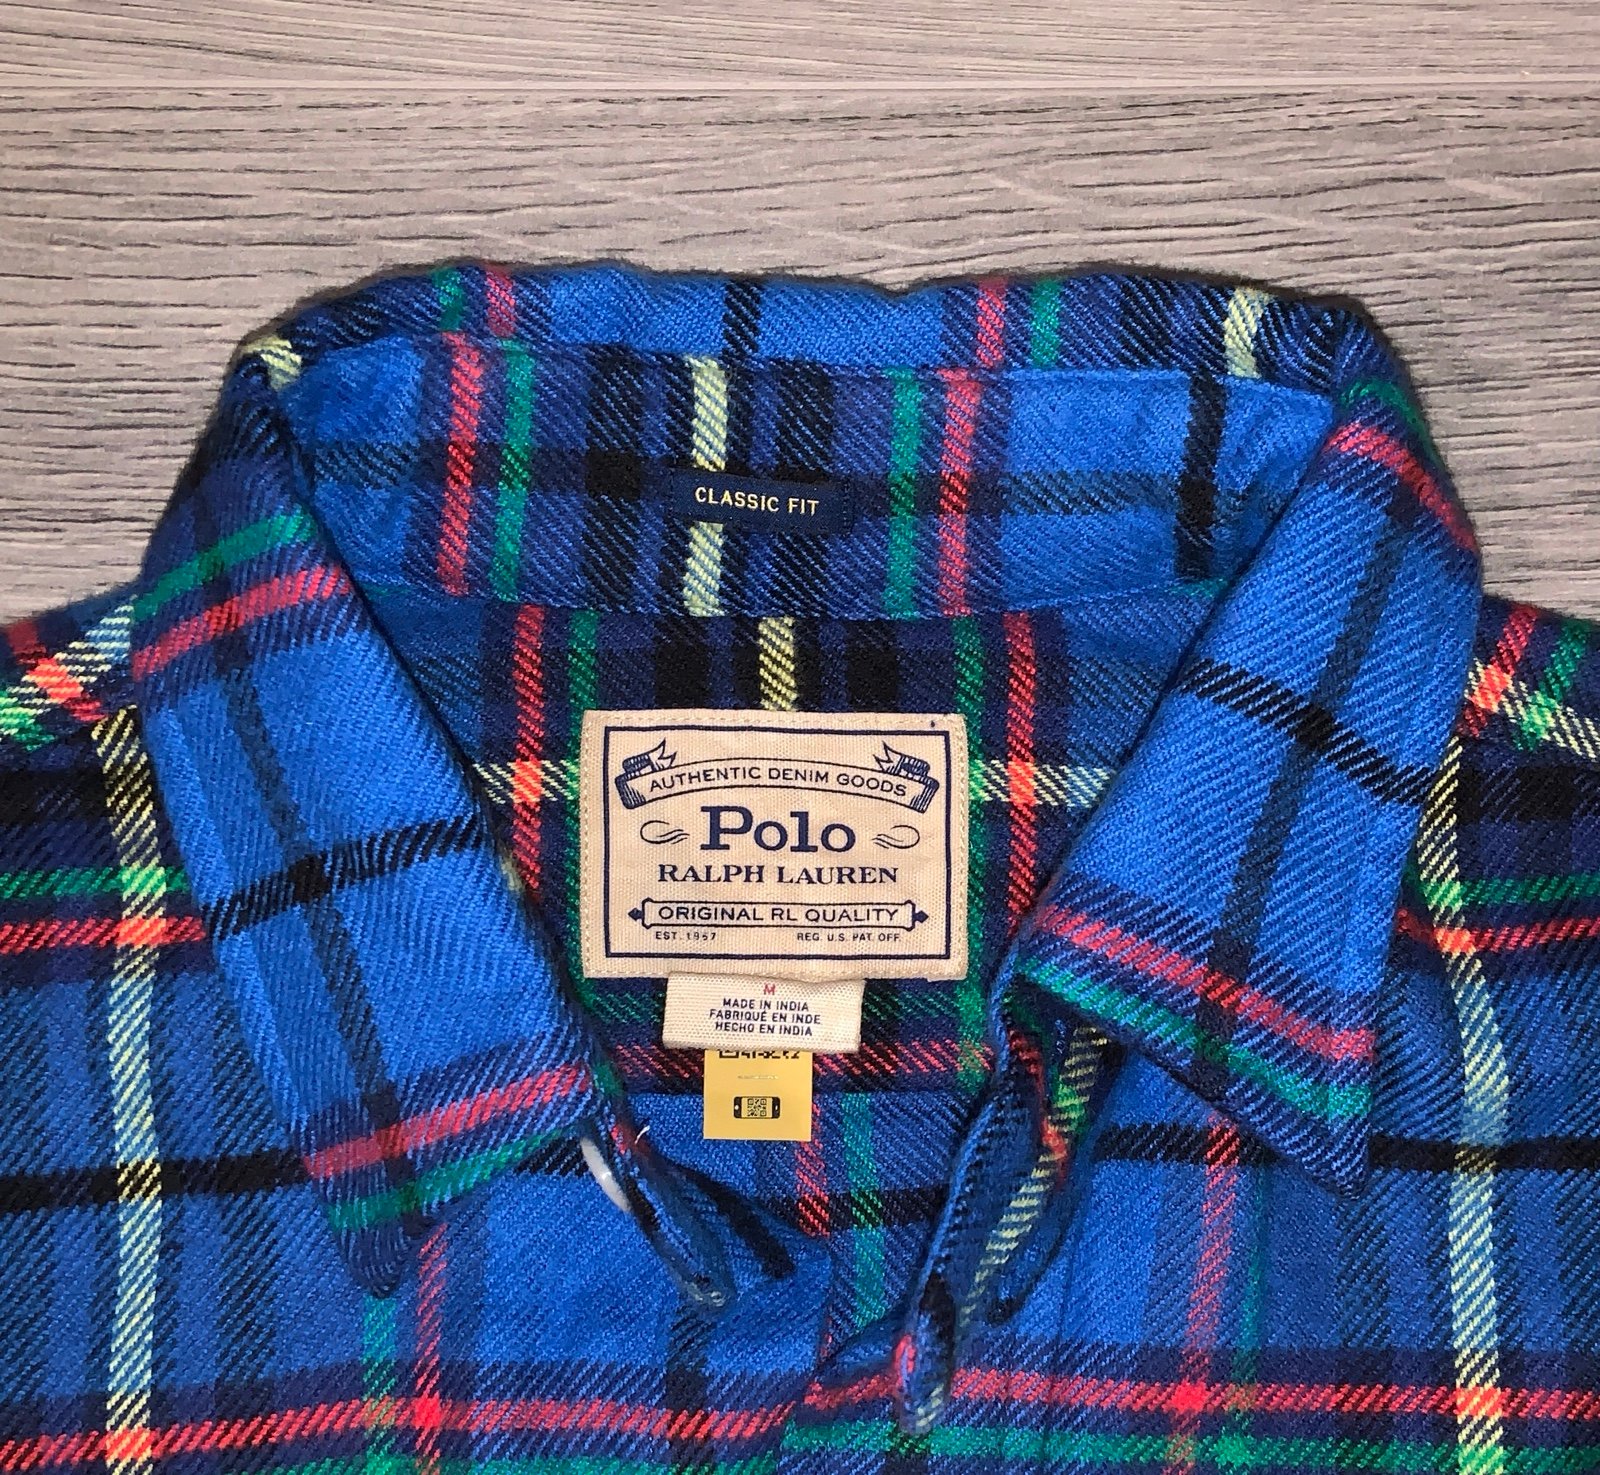 CLASSIC FIT
AUTHENTIC DENIM GOODS
Polo
RALPH LAUREN
ORIGINAL RL QUALITY
EST. 1967 REG. U.S. PAT. OFF.
M
MADE IN INDIA
FABRIQUÉ EN INDE
HECHO EN INDIA